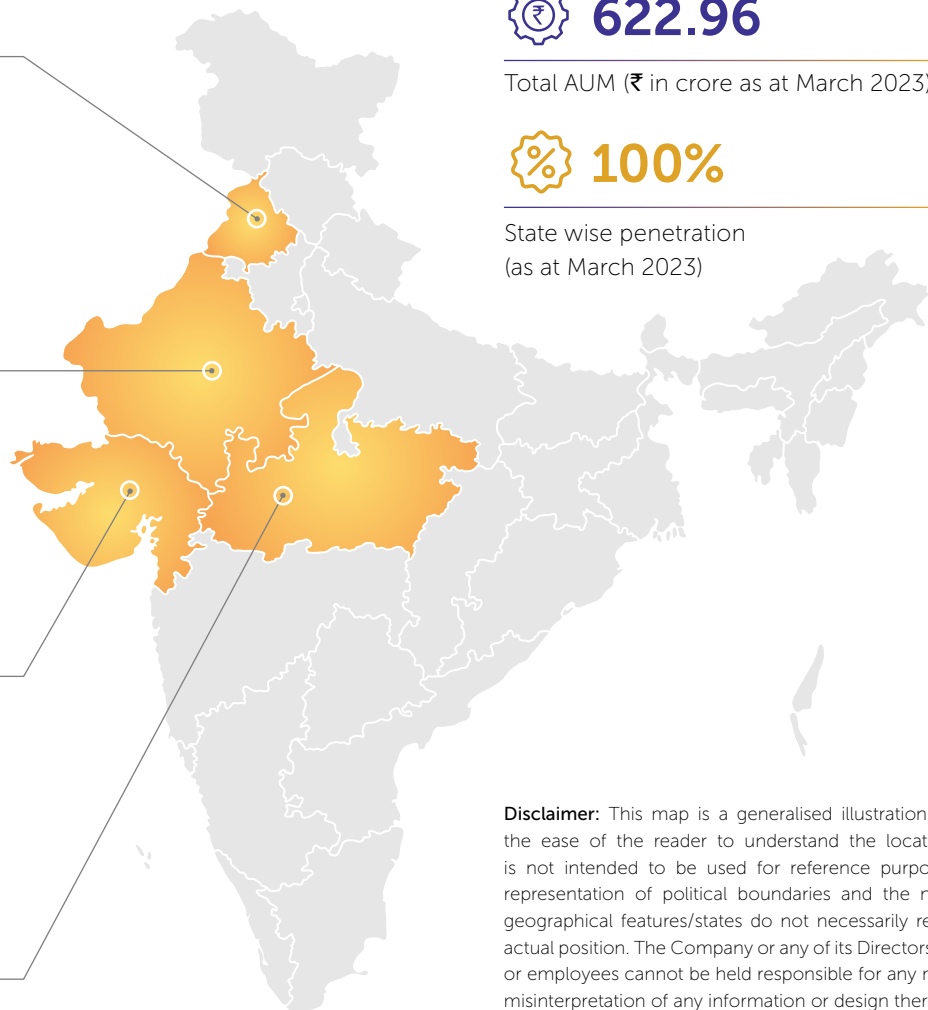 ₹ 622.96
Total AUM (₹ in crore as at March 2023)
% 100%
State wise penetration
(as at March 2023)
Disclaimer: This map is a generalised illustration
the ease of the reader to understand the locat
is not intended to be used for reference purpo
representation of political boundaries and the
geographical features/states do not necessarily re
actual position. The Company or any of its Directors
or employees cannot be held responsible for any
misinterpretation of any information or design ther